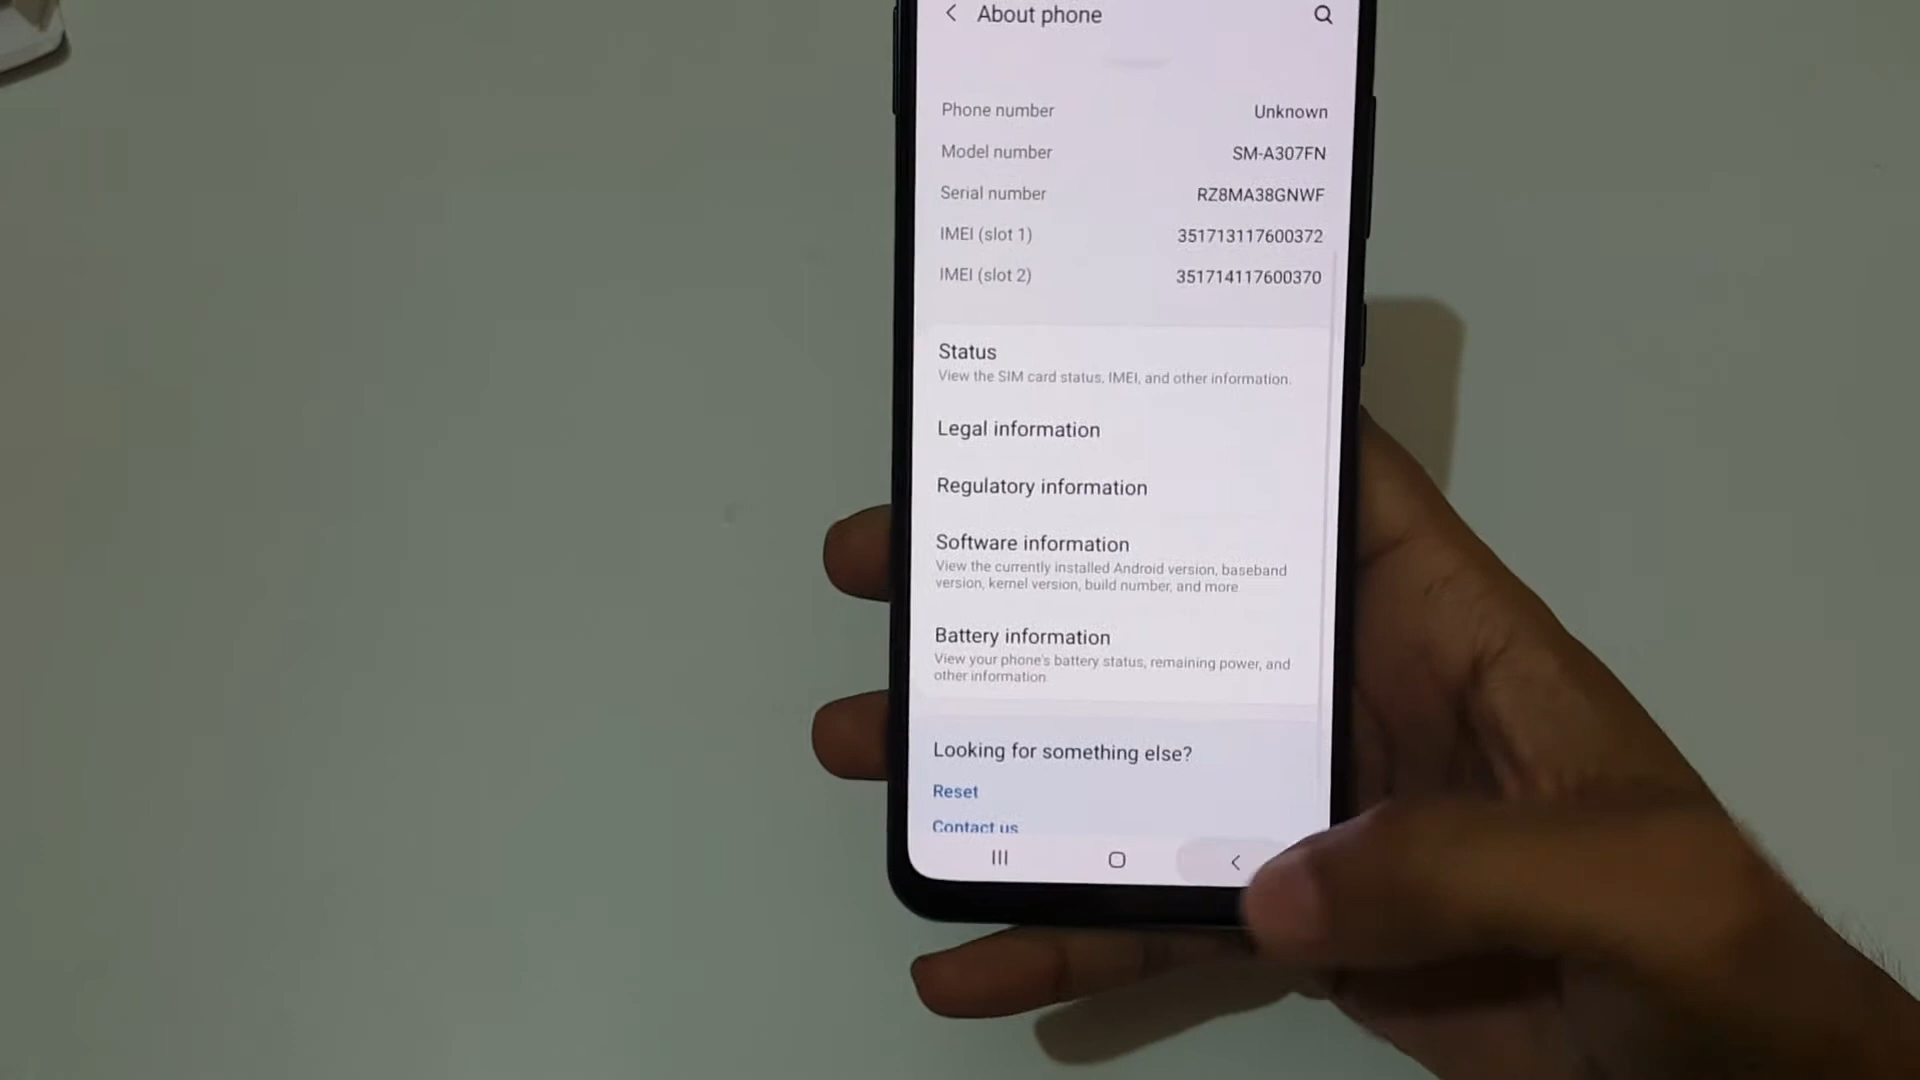 About phone
Phone number Unknown
Model number SM-A307FN
Serial number RZ8MA38GNWF
IMEI (slot 1) 351713117600372
IMEI (slot 2) 351714117600370
Status
View the SIM card status, IMEI, and other information.
Legal information
Regulatory information
Software information
View the currently installed Android version, baseband
version, kernel version, build number, and more.
Battery information
View your phone's battery status, remaining power, and
other information.
Looking for something else?
Reset
Contact us